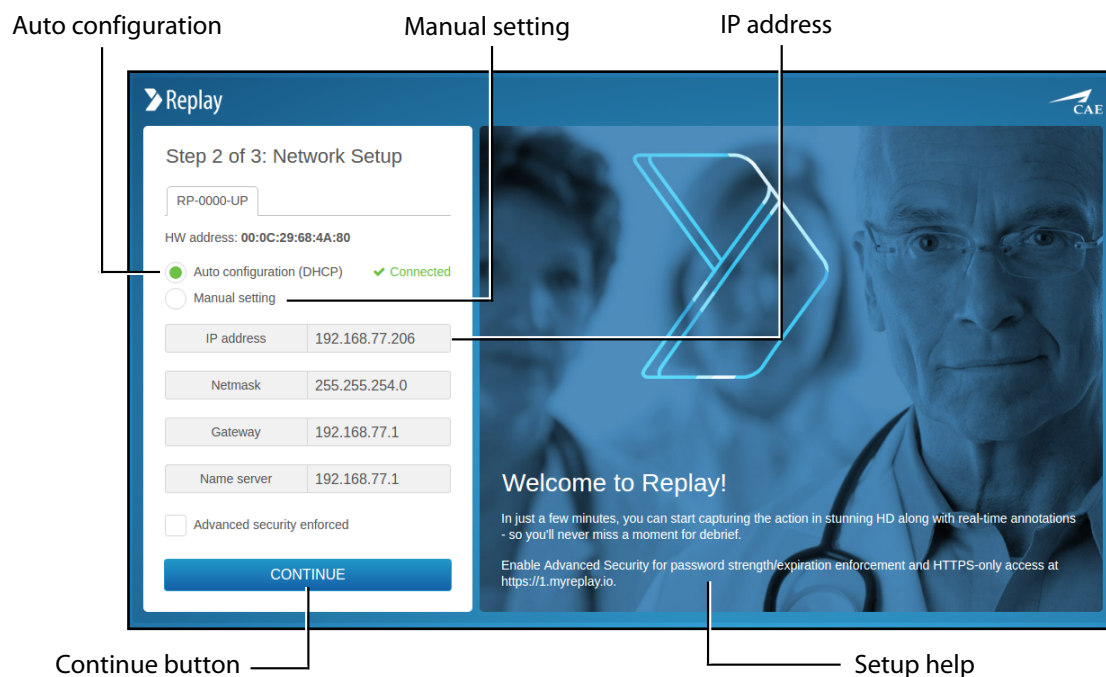 Auto configuration
Manual setting
IP address
Replay
CAE
Step 2 of 3: Network Setup
RP-0000-UP
HW address: 00:0C:29:68:4A:80
Auto configuration (DHCP) ✔ Connected
Manual setting
IP address 192.168.77.206
Netmask 255.255.254.0
Gateway 192.168.77.1
Name server 192.168.77.1
Advanced security enforced
CONTINUE
Welcome to Replay!
In just a few minutes, you can start capturing the action in stunning HD along with real-time annotations
- so you'll never miss a moment for debrief.
Enable Advanced Security for password strength/expiration enforcement and HTTPS-only access at
https://1.myreplay.io.
Continue button
Setup help